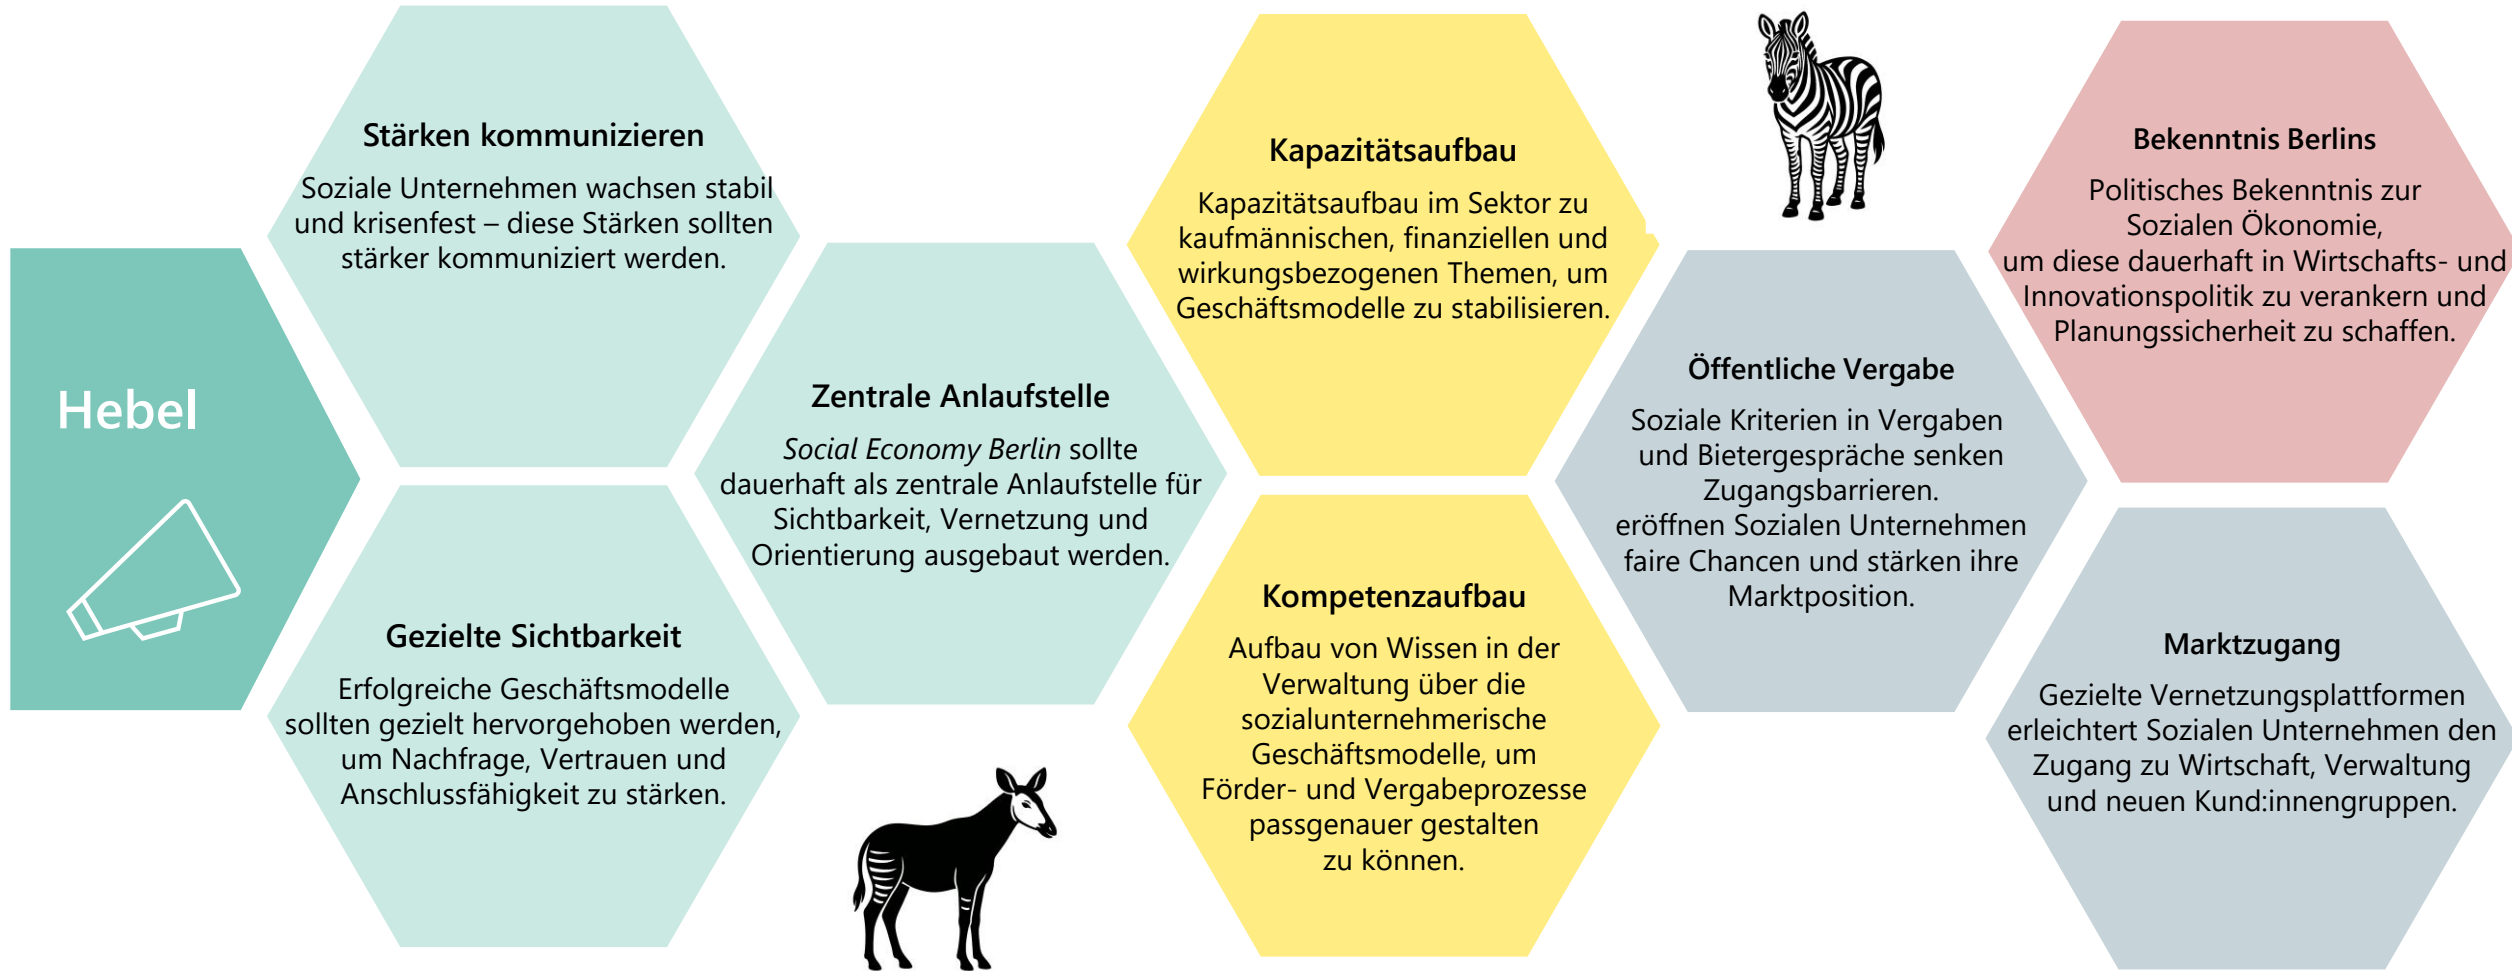 Hebel
Stärken kommunizieren
Soziale Unternehmen wachsen stabil
und krisenfest – diese Stärken sollten
stärker kommuniziert werden.
Gezielte Sichtbarkeit
Erfolgreiche Geschäftsmodelle
sollten gezielt hervorgehoben werden,
um Nachfrage, Vertrauen und
Anschlussfähigkeit zu stärken.
Zentrale Anlaufstelle
Social Economy Berlin sollte
dauerhaft als zentrale Anlaufstelle für
Sichtbarkeit, Vernetzung und
Orientierung ausgebaut werden.
Kapazitätsaufbau
Kapazitätsaufbau im Sektor zu
kaufmännischen, finanziellen und
wirkungsbezogenen Themen, um
Geschäftsmodelle zu stabilisieren.
Kompetenzaufbau
Aufbau von Wissen in der
Verwaltung über die
sozialunternehmerische
Geschäftsmodelle, um
Förder- und Vergabeprozesse
passgenauer gestalten
zu können.
Öffentliche Vergabe
Soziale Kriterien in Vergaben
und Bietergespräche senken
Zugangsbarrieren.
eröffnen Sozialen Unternehmen
faire Chancen und stärken ihre
Marktposition.
Bekenntnis Berlins
Politisches Bekenntnis zur
Sozialen Ökonomie,
um diese dauerhaft in Wirtschafts- und
Innovationspolitik zu verankern und
Planungssicherheit zu schaffen.
Marktzugang
Gezielte Vernetzungsplattformen
erleichtert Sozialen Unternehmen den
Zugang zu Wirtschaft, Verwaltung
und neuen Kund:innengruppen.